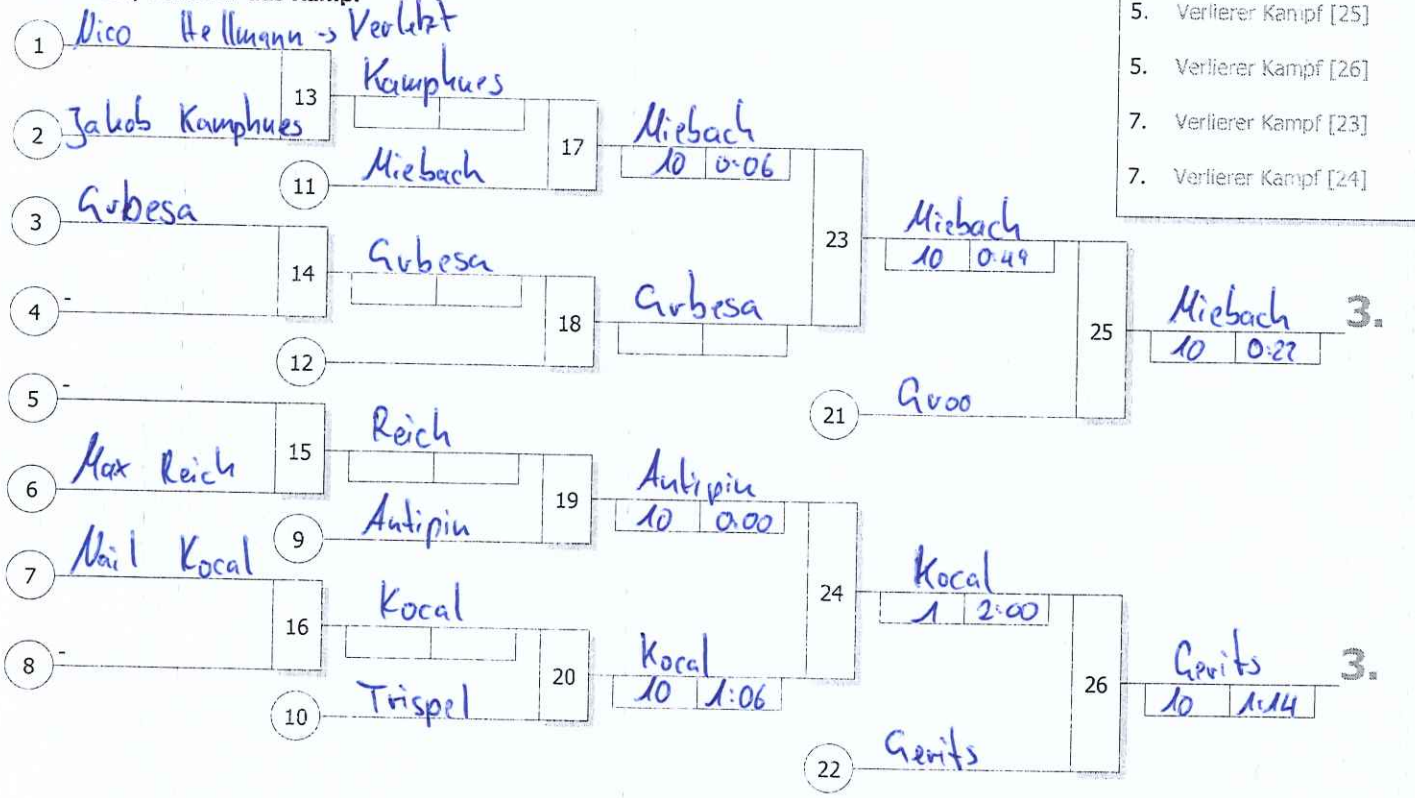 5. Verlierer Kampf [25]
1 Nico Hellmann -> Verletzt
5. Verlierer Kampf [26]
13 Kamphues
7. Verlierer Kampf [23]
2 Jakob Kamphues
17 Miebach
10 0:06
7. Verlierer Kampf [24]
11 Miebach
3 Grbesa
23 Miebach
10 0:49
14 Grbesa
4 -
18 Grbesa
25 Miebach 3.
10 0:22
12
5 -
21 Groo
15 Reich
6 Max Reich
19 Antipin
10 0:00
9 Antipin
7 Nail Kocal
24 Kocal
1 2:00
16 Kocal
8 -
20 Kocal
10 1:06
26 Gerits 3.
10 1:14
10 Trispel
22 Gerits